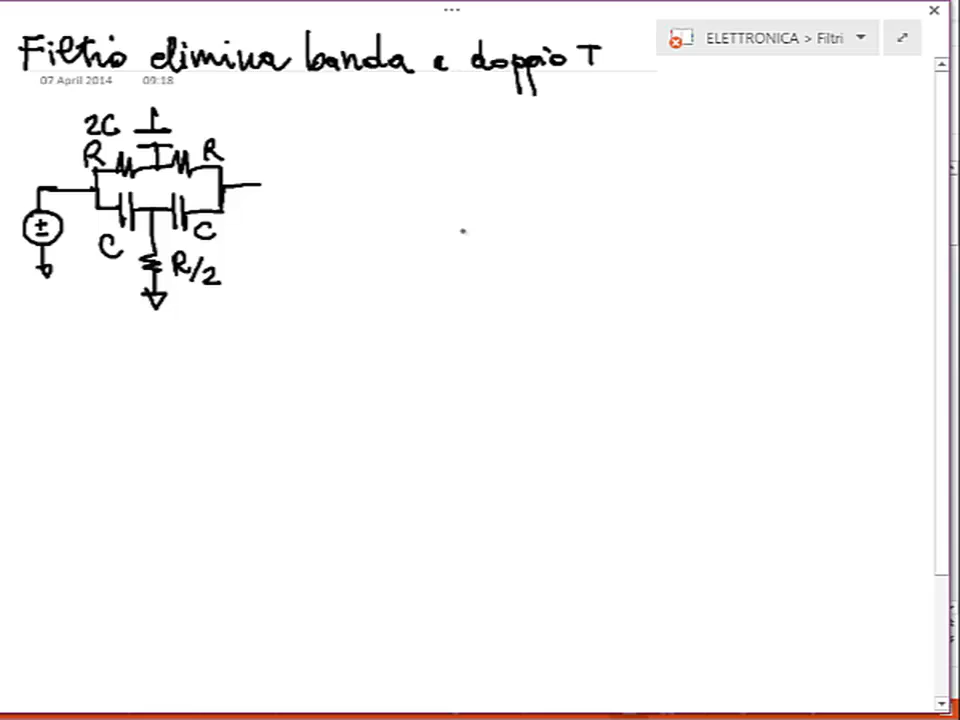 ...
ELETTRONICA > Filtri
Filtro elimina banda a doppio T
07 April 2014 09:18
2C
R R
±
C C
R/2